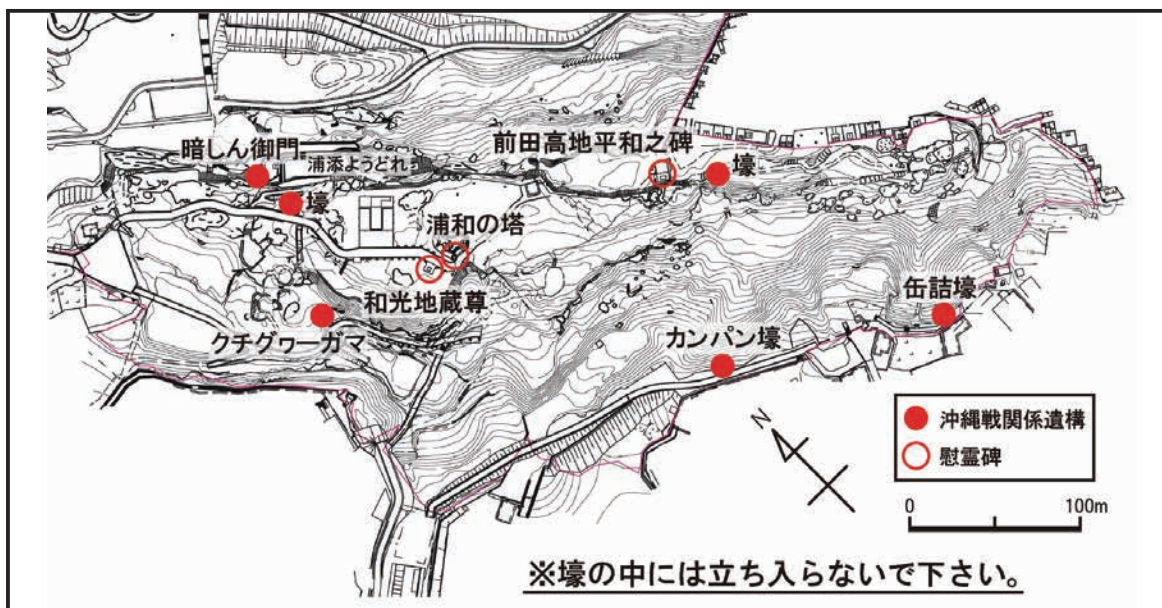 前田高地平和之碑
暗しん御門
浦添ようどれ
壕
壕
浦和の塔
和光地蔵尊
クチグヮーガマ
缶詰壕
カンパン壕
N
沖縄戦関係遺構
慰霊碑
0 100m
※壕の中には立ち入らないで下さい。